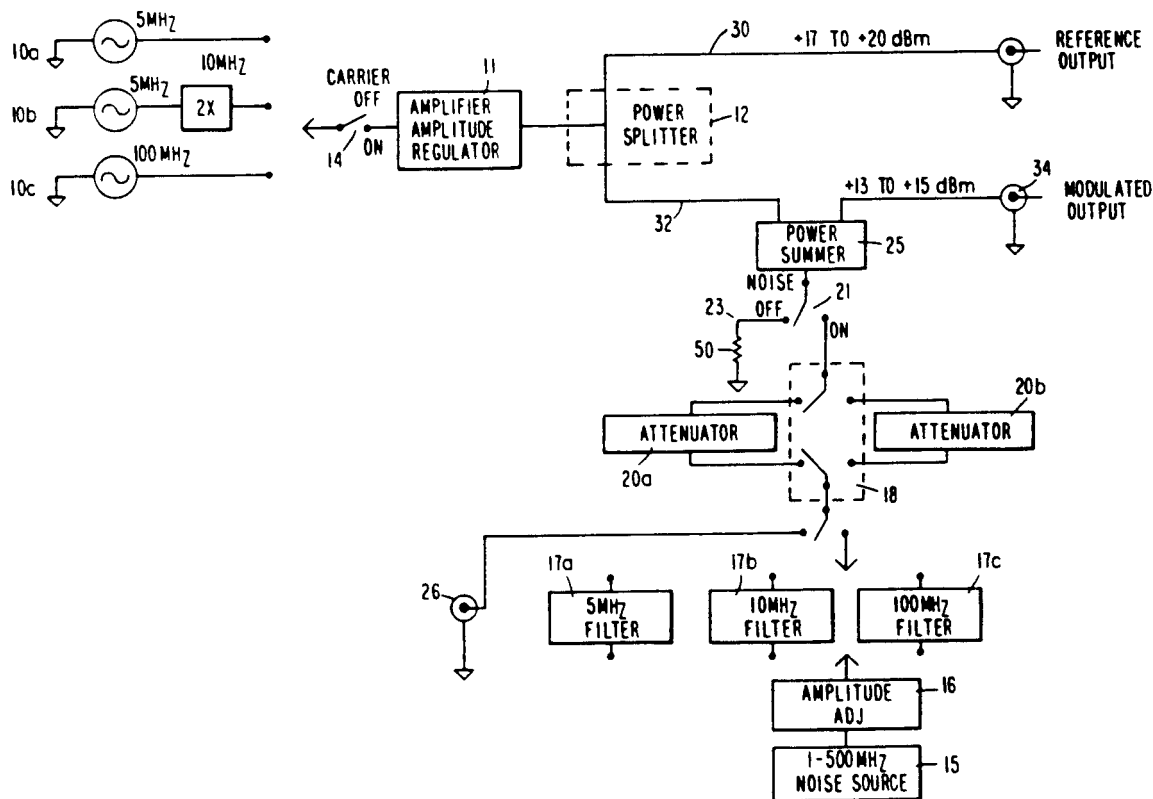 5MHZ
10a
10MHZ
5MHZ
2X
10b
100MHZ
10c
CARRIER
OFF
14
ON
11
AMPLIFIER
AMPLITUDE
REGULATOR
30
+17 TO +20 dBm
REFERENCE
OUTPUT
POWER
SPLITTER
12
+13 TO +15 dBm
34
MODULATED
OUTPUT
32
POWER
SUMMER
25
NOISE
21
23
OFF
ON
50
20b
ATTENUATOR
ATTENUATOR
20a
18
17a
17b
17c
26
5MHZ
FILTER
10MHZ
FILTER
100MHZ
FILTER
AMPLITUDE
ADJ
16
1-500MHZ
NOISE SOURCE
15